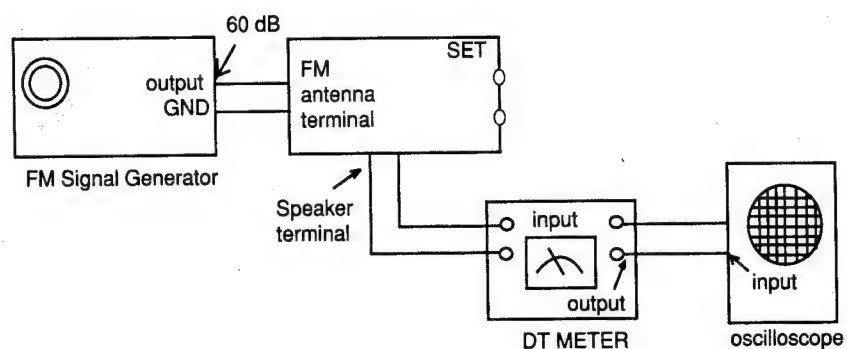 60 dB
output
GND
FM Signal Generator
SET
FM
antenna
terminal
Speaker
terminal
input
output
DT METER
input
oscilloscope